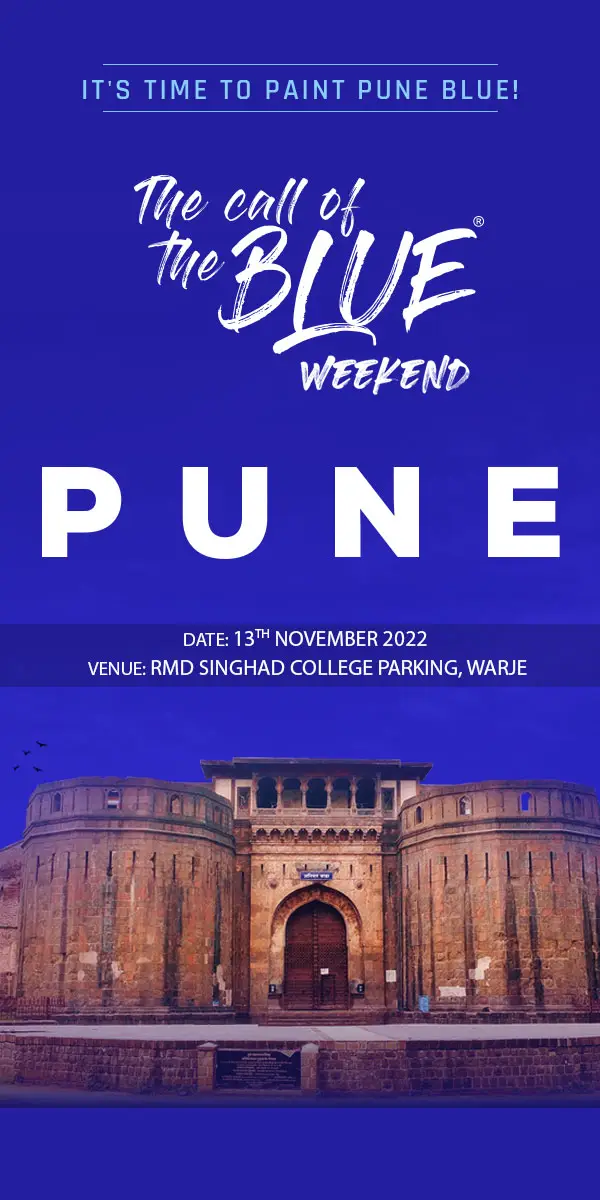 IT'S TIME TO PAINT PUNE BLUE!
The call of
the BLUE®
WEEKEND
PUNE
DATE: 13TH NOVEMBER 2022
VENUE: RMD SINGHAD COLLEGE PARKING, WARJE
शनिवार वाडा